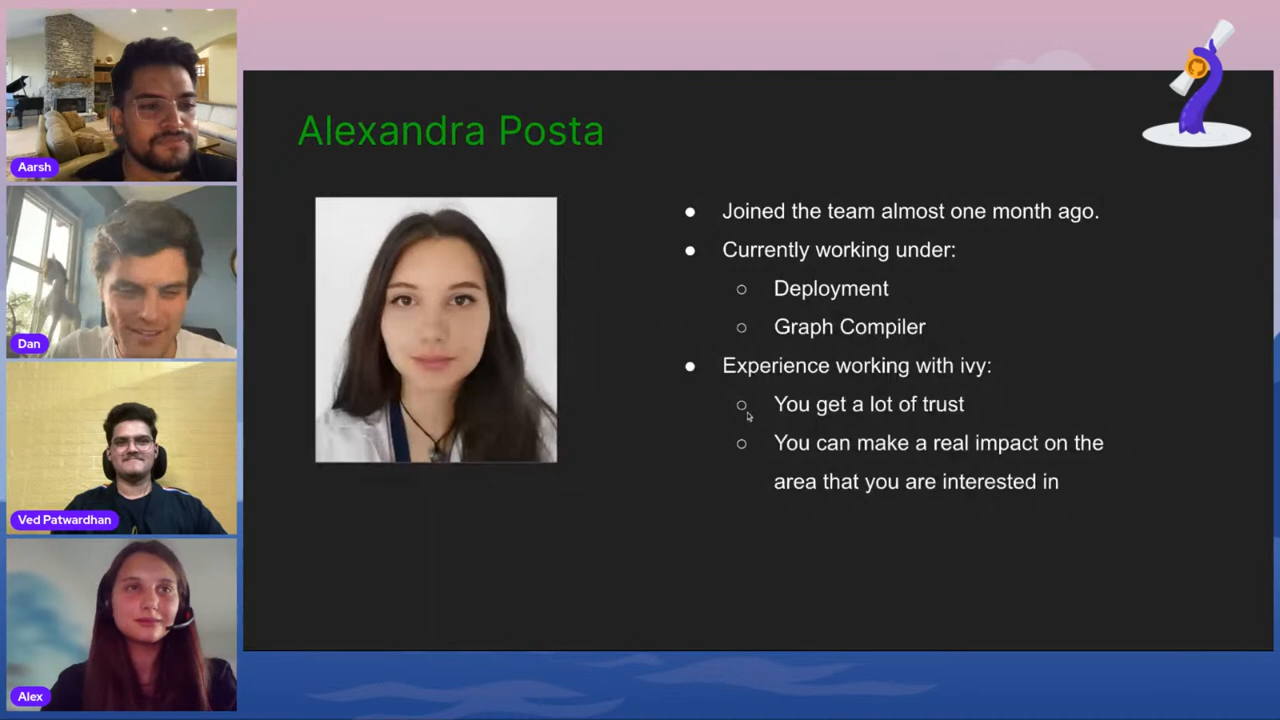 Aarsh
Dan
Ved Patwardhan
Alex
Alexandra Posta
● Joined the team almost one month ago.
● Currently working under:
○ Deployment
○ Graph Compiler
● Experience working with ivy:
○ You get a lot of trust
○ You can make a real impact on the
area that you are interested in